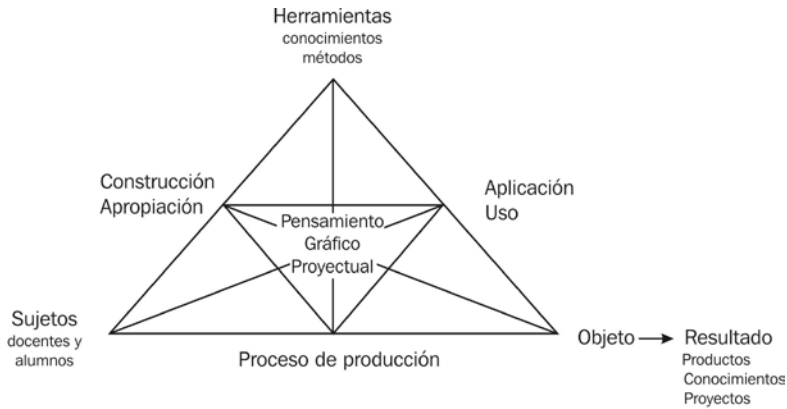 Herramientas
conocimientos
métodos
Construcción
Apropiación
Aplicación
Uso
Pensamiento
Gráfico
Proyectual
Sujetos
docentes y
alumnos
Proceso de producción
Objeto → Resultado
Productos
Conocimientos
Proyectos